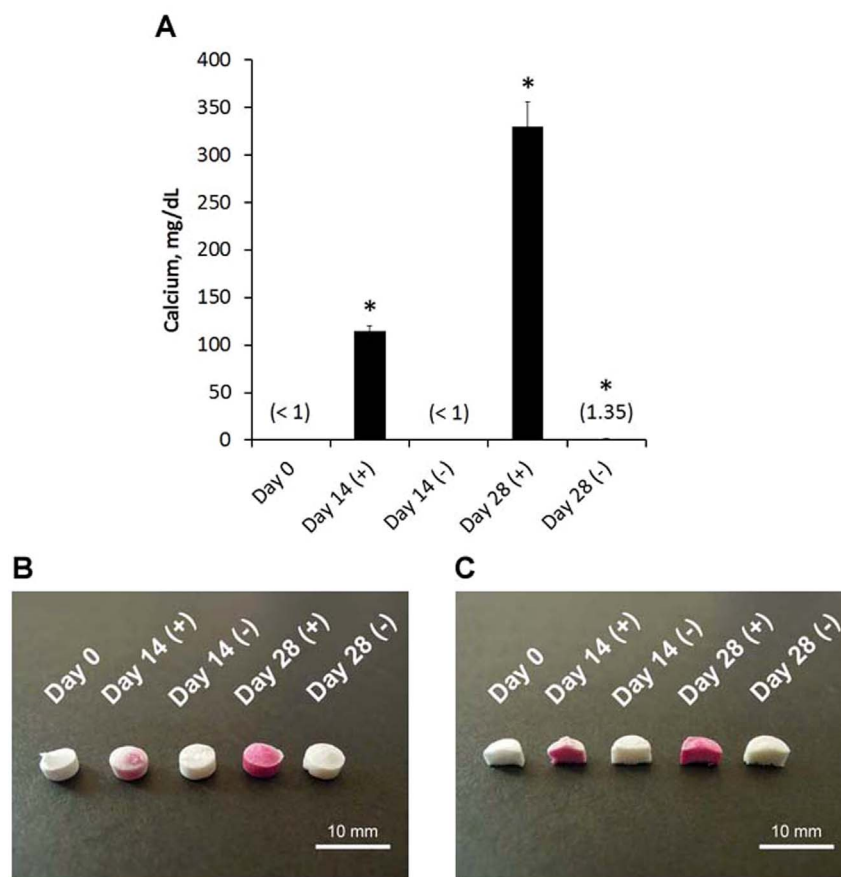 A
Calcium, mg/dL
400
350
300
250
200
150
100
50
0
(< 1)
*
(< 1)
*
*
(1.35)
Day 0
Day 14 (+)
Day 14 (-)
Day 28 (+)
Day 28 (-)
B
Day 0
Day 14 (+)
Day 14 (-)
Day 28 (+)
Day 28 (-)
10 mm
C
Day 0
Day 14 (+)
Day 14 (-)
Day 28 (+)
Day 28 (-)
10 mm